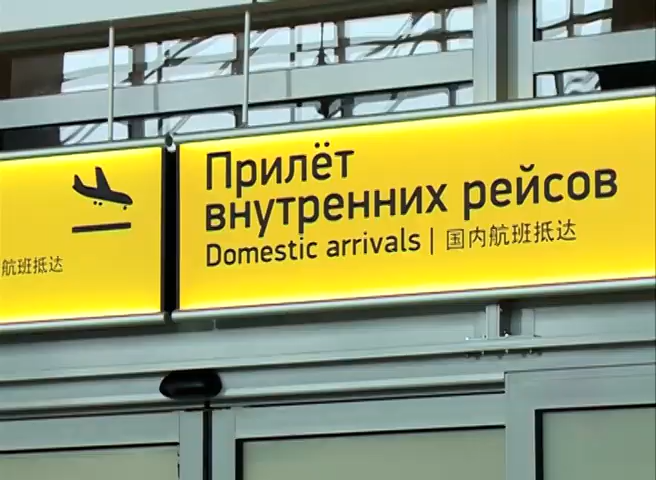 航班抵达
Прилёт
внутренних рейсов
Domestic arrivals | 国内航班抵达